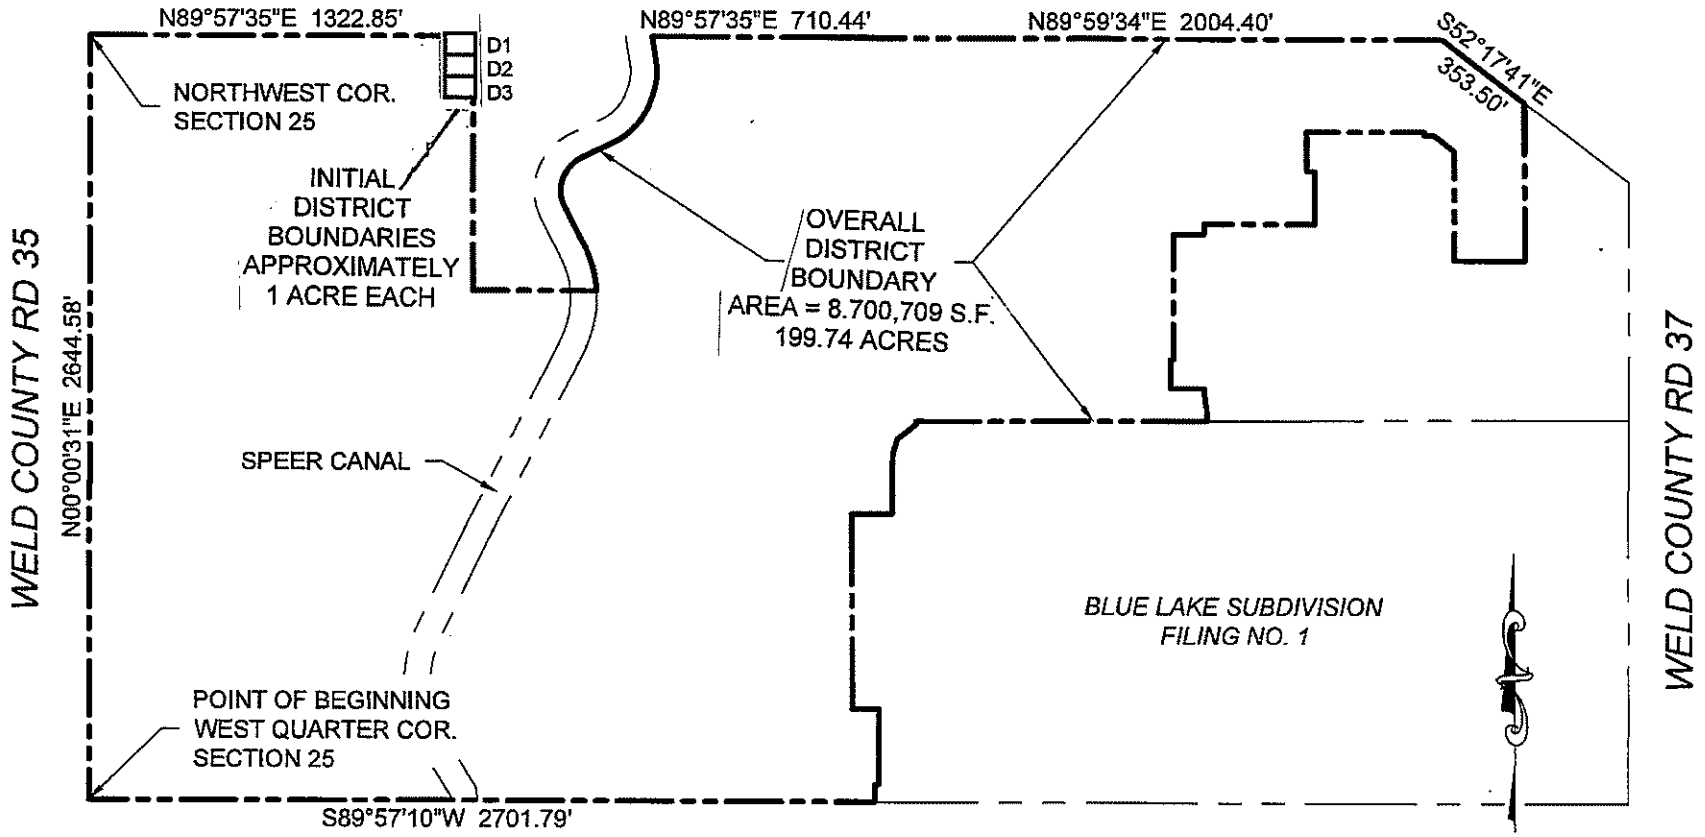 N89°57'35"E 1322.85'
N89°57'35"E 710.44'
N89°59'34"E 2004.40'
S52°17'41"E
353.50'
D1
D2
D3
NORTHWEST COR.
SECTION 25
INITIAL
DISTRICT
BOUNDARIES
APPROXIMATELY
1 ACRE EACH
OVERALL
DISTRICT
BOUNDARY
AREA = 8.700,709 S.F.
199.74 ACRES
WELD COUNTY RD 35
N00°00'31"E 2644.58'
SPEER CANAL
WELD COUNTY RD 37
BLUE LAKE SUBDIVISION
FILING NO. 1
POINT OF BEGINNING
WEST QUARTER COR.
SECTION 25
S89°57'10"W 2701.79'